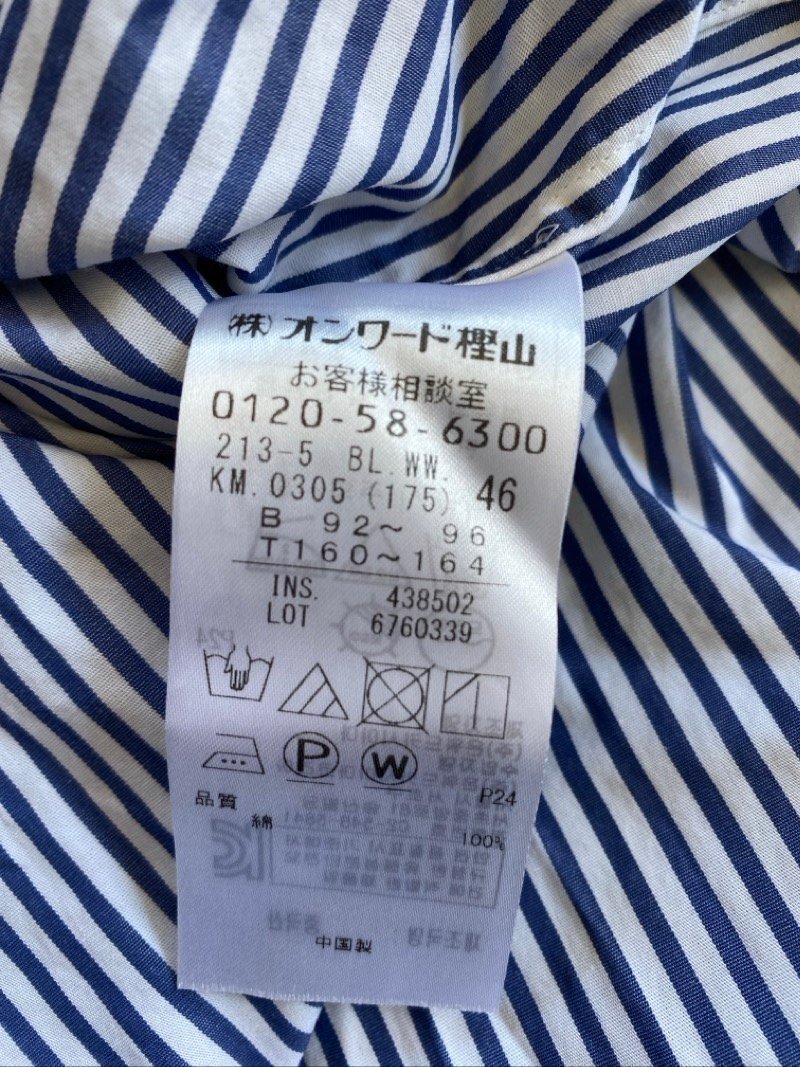 (株)オンワード樫山
お客様相談室
0120-58-6300
213-5 BL.WW.
KM.0305 (175) 46
B 92～ 96
T160～164
INS. 438502
LOT 6760339
P W
P24
品質
綿 100%
中国製